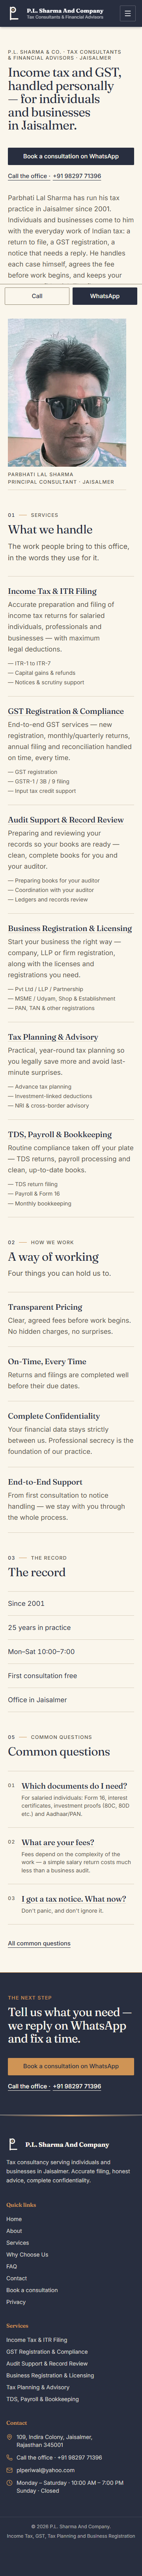 P.L. Sharma And Company
Tax Consultants & Financial Advisors
P.L. SHARMA & CO. · TAX CONSULTANTS
& FINANCIAL ADVISORS · JAISALMER
Income tax and GST,
handled personally
— for individuals
and businesses
in Jaisalmer.
Book a consultation on WhatsApp
Call the office · +91 98297 71396
Parbhati Lal Sharma has run his tax
practice in Jaisalmer since 2001.
Individuals and businesses come to him
with the everyday work of Indian tax: a
return to file, a GST registration, a
notice that needs a reply. He handles
each case himself, agrees the fee
before work begins, and keeps your
Call
WhatsApp
PARBHATI LAL SHARMA
PRINCIPAL CONSULTANT · JAISALMER
01 — SERVICES
What we handle
The work people bring to this office,
in the words they use for it.
Income Tax & ITR Filing
Accurate preparation and filing of
income tax returns for salaried
individuals, professionals and
businesses — with maximum
legal deductions.
— ITR-1 to ITR-7
— Capital gains & refunds
— Notices & scrutiny support
GST Registration & Compliance
End-to-end GST services — new
registration, monthly/quarterly returns,
annual filing and reconciliation handled
on time, every time.
— GST registration
— GSTR-1 / 3B / 9 filing
— Input tax credit support
Audit Support & Record Review
Preparing and reviewing your
records so your books are ready —
clean, complete books for you and
your auditor.
— Preparing books for your auditor
— Coordination with your auditor
— Ledgers and records review
Business Registration & Licensing
Start your business the right way —
company, LLP or firm registration,
along with the licenses and
registrations you need.
— Pvt Ltd / LLP / Partnership
— MSME / Udyam, Shop & Establishment
— PAN, TAN & other registrations
Tax Planning & Advisory
Practical, year-round tax planning so
you legally save more and avoid last-
minute surprises.
— Advance tax planning
— Investment-linked deductions
— NRI & cross-border advisory
TDS, Payroll & Bookkeeping
Routine compliance taken off your plate
— TDS returns, payroll processing and
clean, up-to-date books.
— TDS return filing
— Payroll & Form 16
— Monthly bookkeeping
02 — HOW WE WORK
A way of working
Four things you can hold us to.
Transparent Pricing
Clear, agreed fees before work begins.
No hidden charges, no surprises.
On-Time, Every Time
Returns and filings are completed well
before their due dates.
Complete Confidentiality
Your financial data stays strictly
between us. Professional secrecy is the
foundation of our practice.
End-to-End Support
From first consultation to notice
handling — we stay with you through
the whole process.
03 — THE RECORD
The record
Since 2001
25 years in practice
Mon–Sat 10:00–7:00
First consultation free
Office in Jaisalmer
05 — COMMON QUESTIONS
Common questions
01 Which documents do I need?
For salaried individuals: Form 16, interest
certificates, investment proofs (80C, 80D
etc.) and Aadhaar/PAN.
02 What are your fees?
Fees depend on the complexity of the
work — a simple salary return costs much
less than a business audit.
03 I got a tax notice. What now?
Don't panic, and don't ignore it.
All common questions
THE NEXT STEP
Tell us what you need —
we reply on WhatsApp
and fix a time.
Book a consultation on WhatsApp
Call the office · +91 98297 71396
P.L. Sharma And Company
Tax consultancy serving individuals and
businesses in Jaisalmer. Accurate filing, honest
advice, complete confidentiality.
Quick links
Home
About
Services
Why Choose Us
FAQ
Contact
Book a consultation
Privacy
Services
Income Tax & ITR Filing
GST Registration & Compliance
Audit Support & Record Review
Business Registration & Licensing
Tax Planning & Advisory
TDS, Payroll & Bookkeeping
Contact
109, Indira Colony, Jaisalmer,
Rajasthan 345001
Call the office · +91 98297 71396
plperiwal@yahoo.com
Monday – Saturday · 10:00 AM – 7:00 PM
Sunday · Closed
© 2026 P.L. Sharma And Company.
Income Tax, GST, Tax Planning and Business Registration